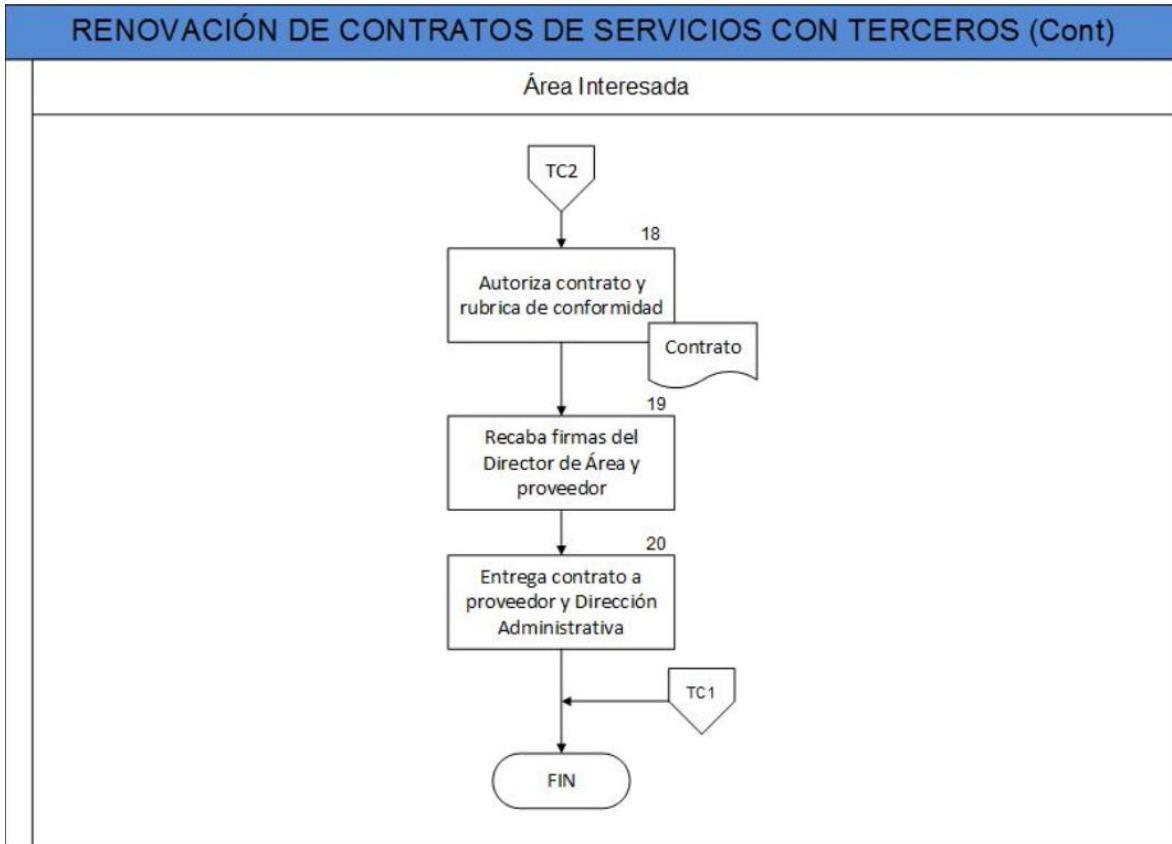 RENOVACIÓN DE CONTRATOS DE SERVICIOS CON TERCEROS (Cont)
Área Interesada
TC2
18
Autoriza contrato y
rubrica de conformidad
Contrato
19
Recaba firmas del
Director de Área y
proveedor
20
Entrega contrato a
proveedor y Dirección
Administrativa
TC1
FIN